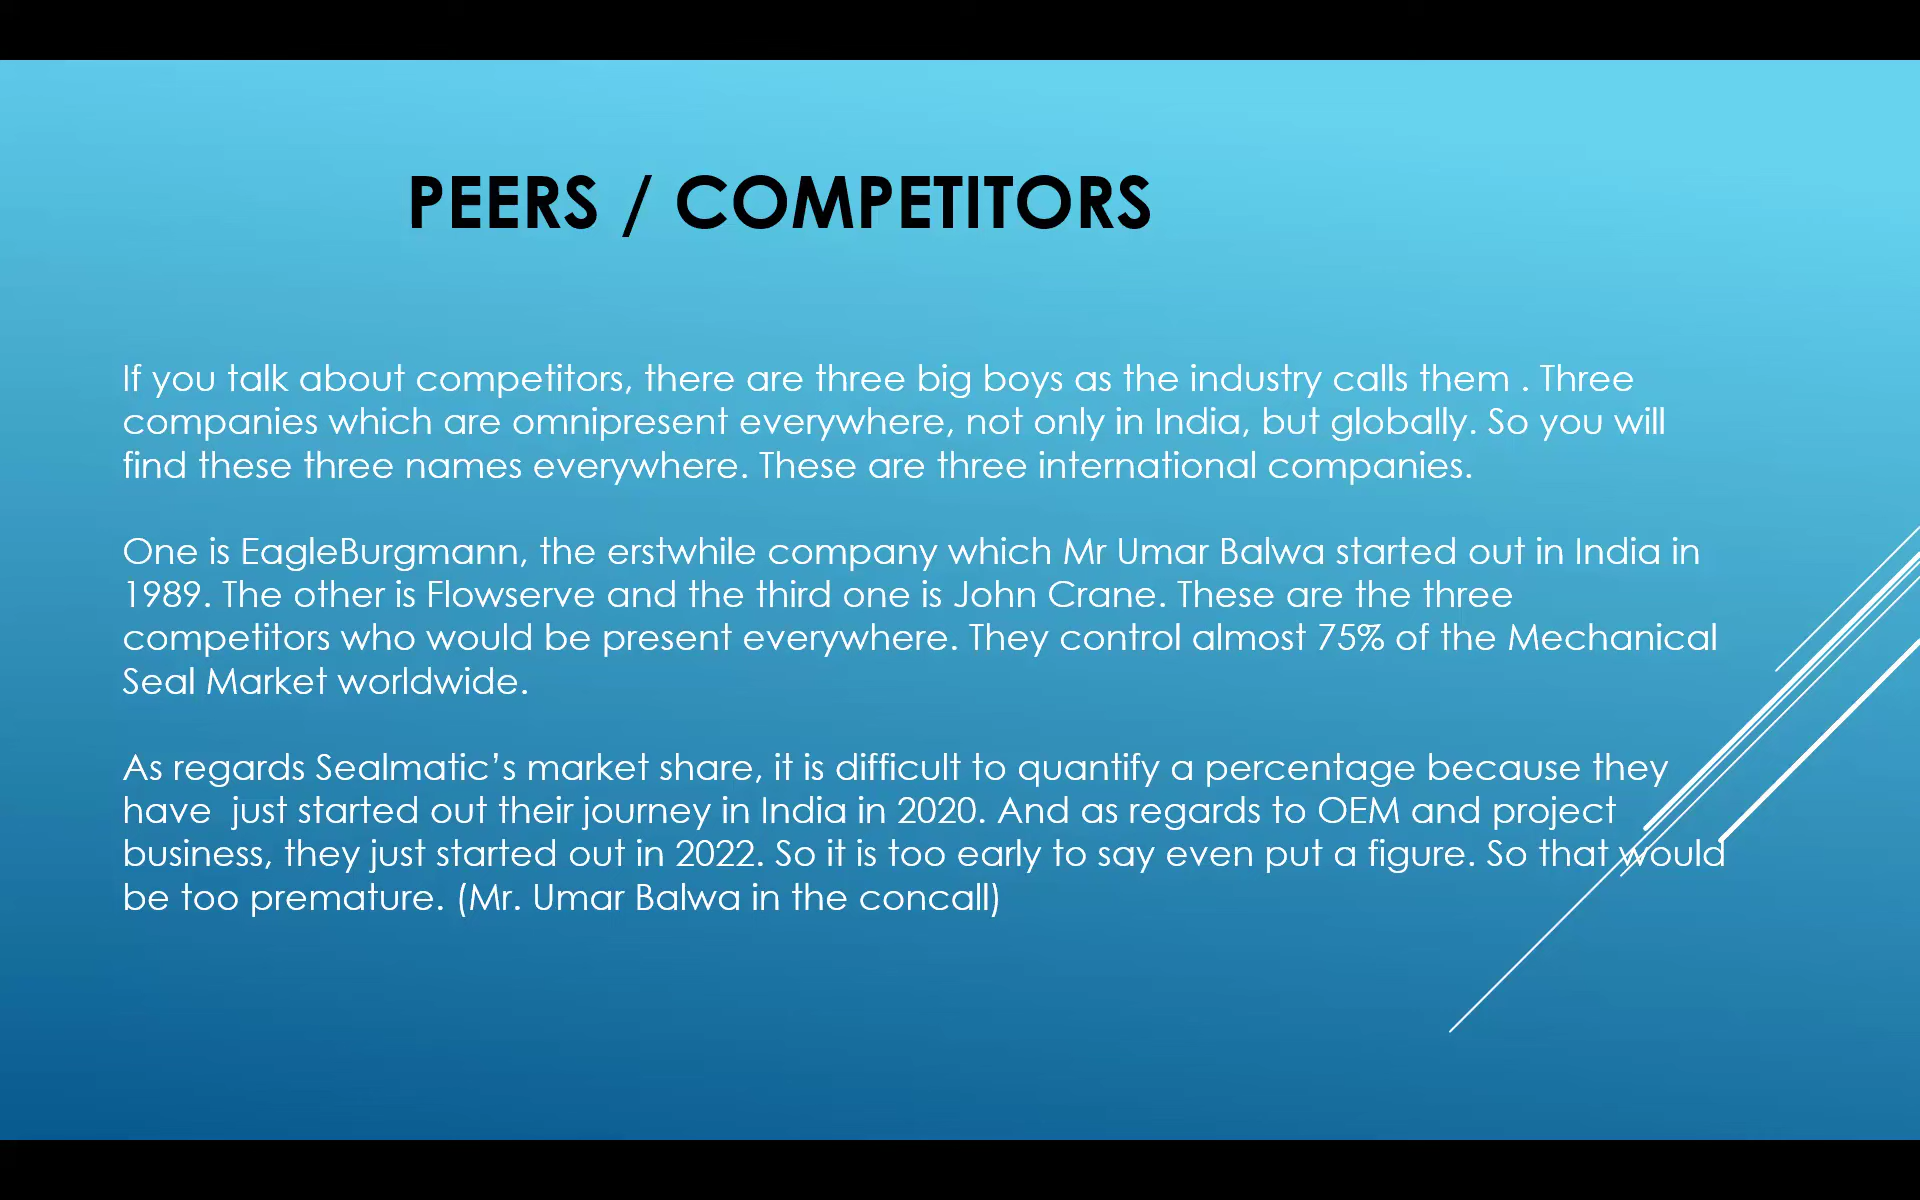 PEERS / COMPETITORS
If you talk about competitors, there are three big boys as the industry calls them . Three
companies which are omnipresent everywhere, not only in India, but globally. So you will
find these three names everywhere. These are three international companies.
One is EagleBurgmann, the erstwhile company which Mr Umar Balwa started out in India in
1989. The other is Flowserve and the third one is John Crane. These are the three
competitors who would be present everywhere. They control almost 75% of the Mechanical
Seal Market worldwide.
As regards Sealmatic’s market share, it is difficult to quantify a percentage because they
have  just started out their journey in India in 2020. And as regards to OEM and project
business, they just started out in 2022. So it is too early to say even put a figure. So that would
be too premature. (Mr. Umar Balwa in the concall)